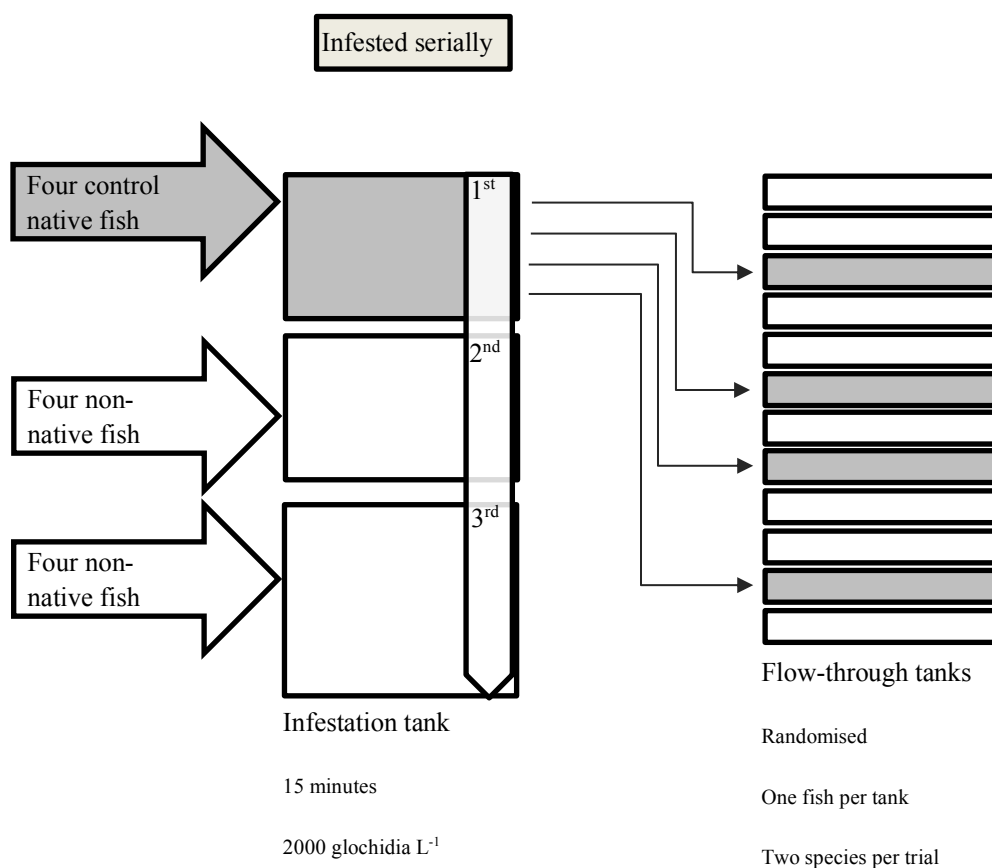 Infested serially
Four control
native fish
1st
2nd
Four non-
native fish
3rd
Four non-
native fish
Infestation tank
15 minutes
2000 glochidia L-1
Flow-through tanks
Randomised
One fish per tank
Two species per trial